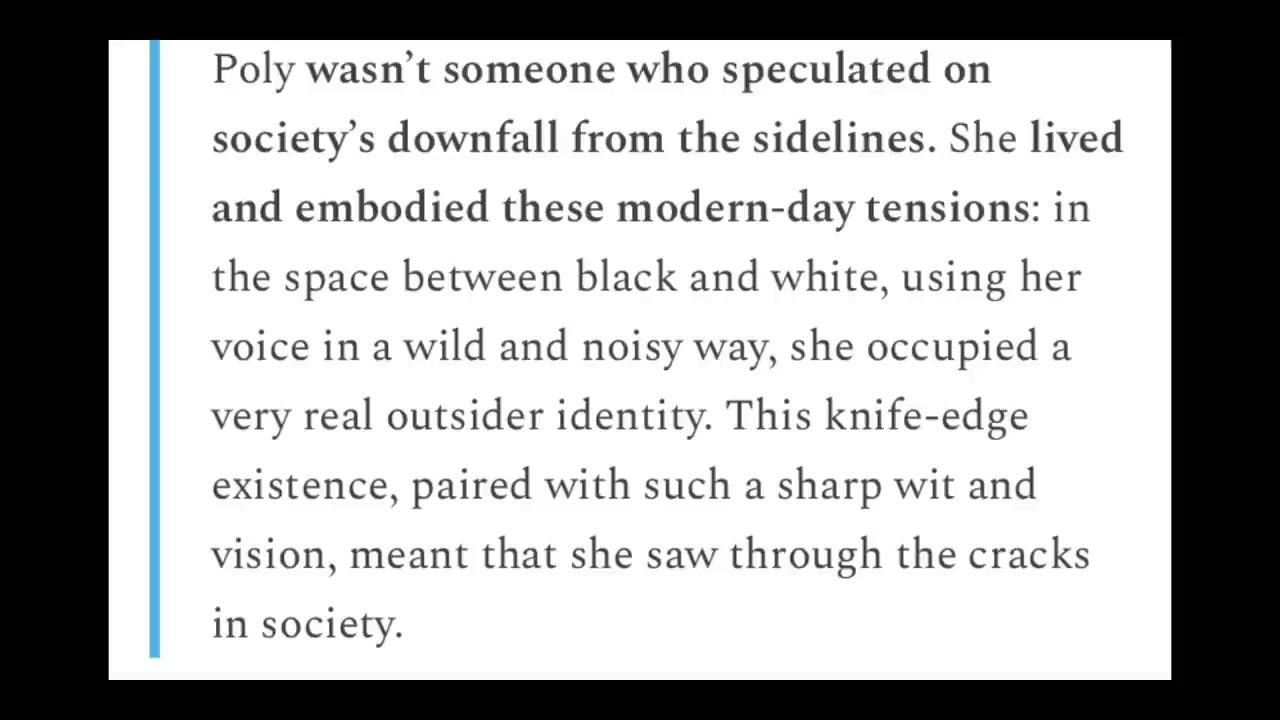 Poly wasn’t someone who speculated on
society’s downfall from the sidelines. She lived
and embodied these modern-day tensions: in
the space between black and white, using her
voice in a wild and noisy way, she occupied a
very real outsider identity. This knife-edge
existence, paired with such a sharp wit and
vision, meant that she saw through the cracks
in society.